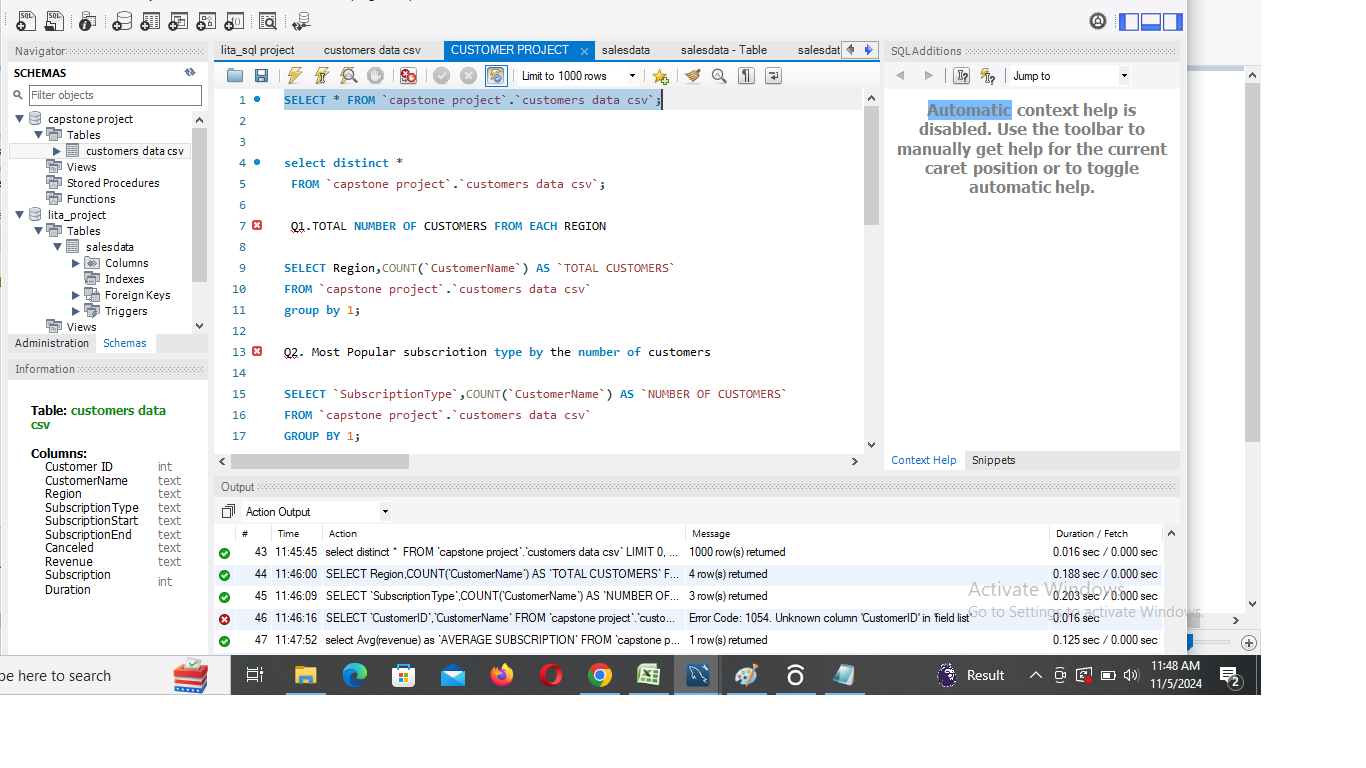 Navigator
SCHEMAS
Filter objects
capstone project
Tables
customers data csv
Views
Stored Procedures
Functions
lita_project
Tables
salesdata
Columns
Indexes
Foreign Keys
Triggers
Views
Administration Schemas
Information
Table: customers data
csv
Columns:
Customer ID int
CustomerName text
Region text
SubscriptionType text
SubscriptionStart text
SubscriptionEnd text
Canceled text
Revenue text
Subscription
Duration int
lita_sql project customers data csv CUSTOMER PROJECT salesdata salesdata - Table salesdat
Limit to 1000 rows
1 SELECT * FROM `capstone project`.`customers data csv`;
2
3
4 select distinct *
5 FROM `capstone project`.`customers data csv`;
6
7 Q1.TOTAL NUMBER OF CUSTOMERS FROM EACH REGION
8
9 SELECT Region,COUNT(`CustomerName`) AS `TOTAL CUSTOMERS`
10 FROM `capstone project`.`customers data csv`
11 group by 1;
12
13 Q2. Most Popular subscriotion type by the number of customers
14
15 SELECT `SubscriptionType`,COUNT(`CustomerName`) AS `NUMBER OF CUSTOMERS`
16 FROM `capstone project`.`customers data csv`
17 GROUP BY 1;
SQLAdditions
Jump to
Automatic context help is
disabled. Use the toolbar to
manually get help for the current
caret position or to toggle
automatic help.
Context Help Snippets
Output
Action Output
# Time Action Message Duration / Fetch
43 11:45:45 select distinct * FROM `capstone project`.`customers data csv` LIMIT 0, ... 1000 row(s) returned 0.016 sec / 0.000 sec
44 11:46:00 SELECT Region,COUNT(`CustomerName`) AS `TOTAL CUSTOMERS` F... 4 row(s) returned 0.188 sec / 0.000 sec
45 11:46:09 SELECT `SubscriptionType`,COUNT(`CustomerName`) AS `NUMBER OF... 3 row(s) returned 0.203 sec / 0.000 sec
46 11:46:16 SELECT `CustomerID`,`CustomerName` FROM `capstone project`.`custo... Error Code: 1054. Unknown column 'CustomerID' in 'field list' 0.016 sec
47 11:47:52 select Avg(revenue) as `AVERAGE SUBSCRIPTION` FROM `capstone p... 1 row(s) returned 0.125 sec / 0.000 sec
Activate Windows
Go to Settings to activate Windows.
pe here to search
Result
11:48 AM
11/5/2024
2